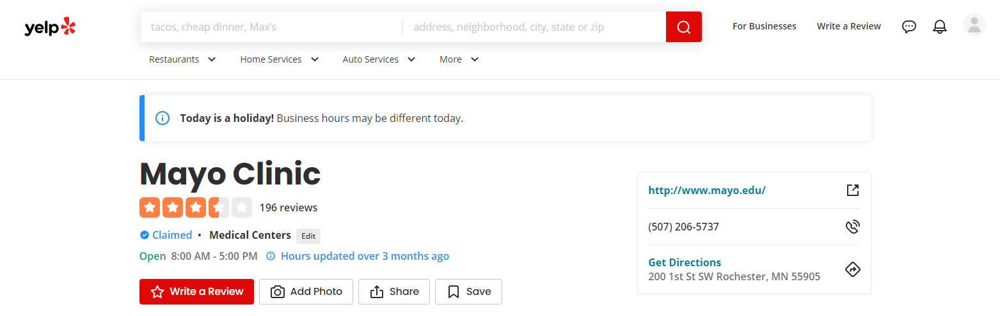 yelp
tacos, cheap dinner, Max's
address, neighborhood, city, state or zip
For Businesses
Write a Review
Restaurants
Home Services
Auto Services
More
Today is a holiday! Business hours may be different today.
Mayo Clinic
196 reviews
Claimed • Medical Centers Edit
Open 8:00 AM - 5:00 PM Hours updated over 3 months ago
Write a Review
Add Photo
Share
Save
http://www.mayo.edu/
(507) 206-5737
Get Directions
200 1st St SW Rochester, MN 55905